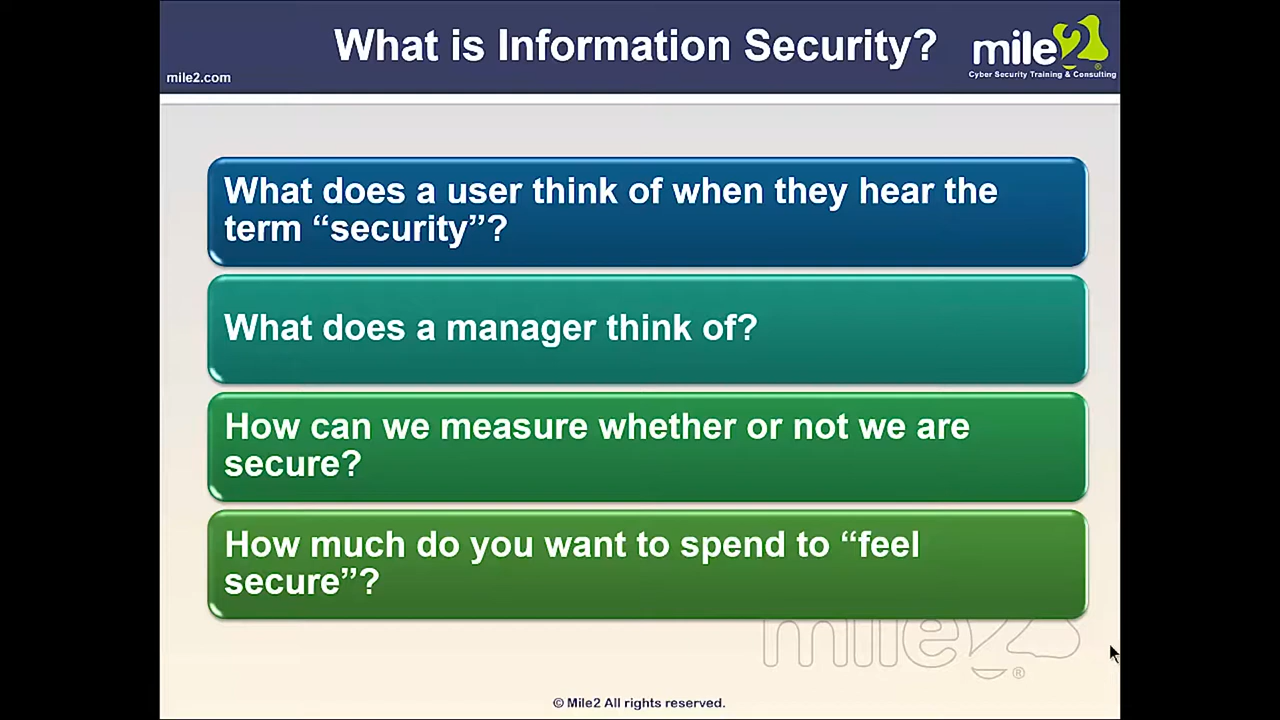 What is Information Security?
mile2
®
Cyber Security Training & Consulting
mile2.com
What does a user think of when they hear the
term “security”?
What does a manager think of?
How can we measure whether or not we are
secure?
How much do you want to spend to “feel
secure”?
mile2
®
© Mile2 All rights reserved.